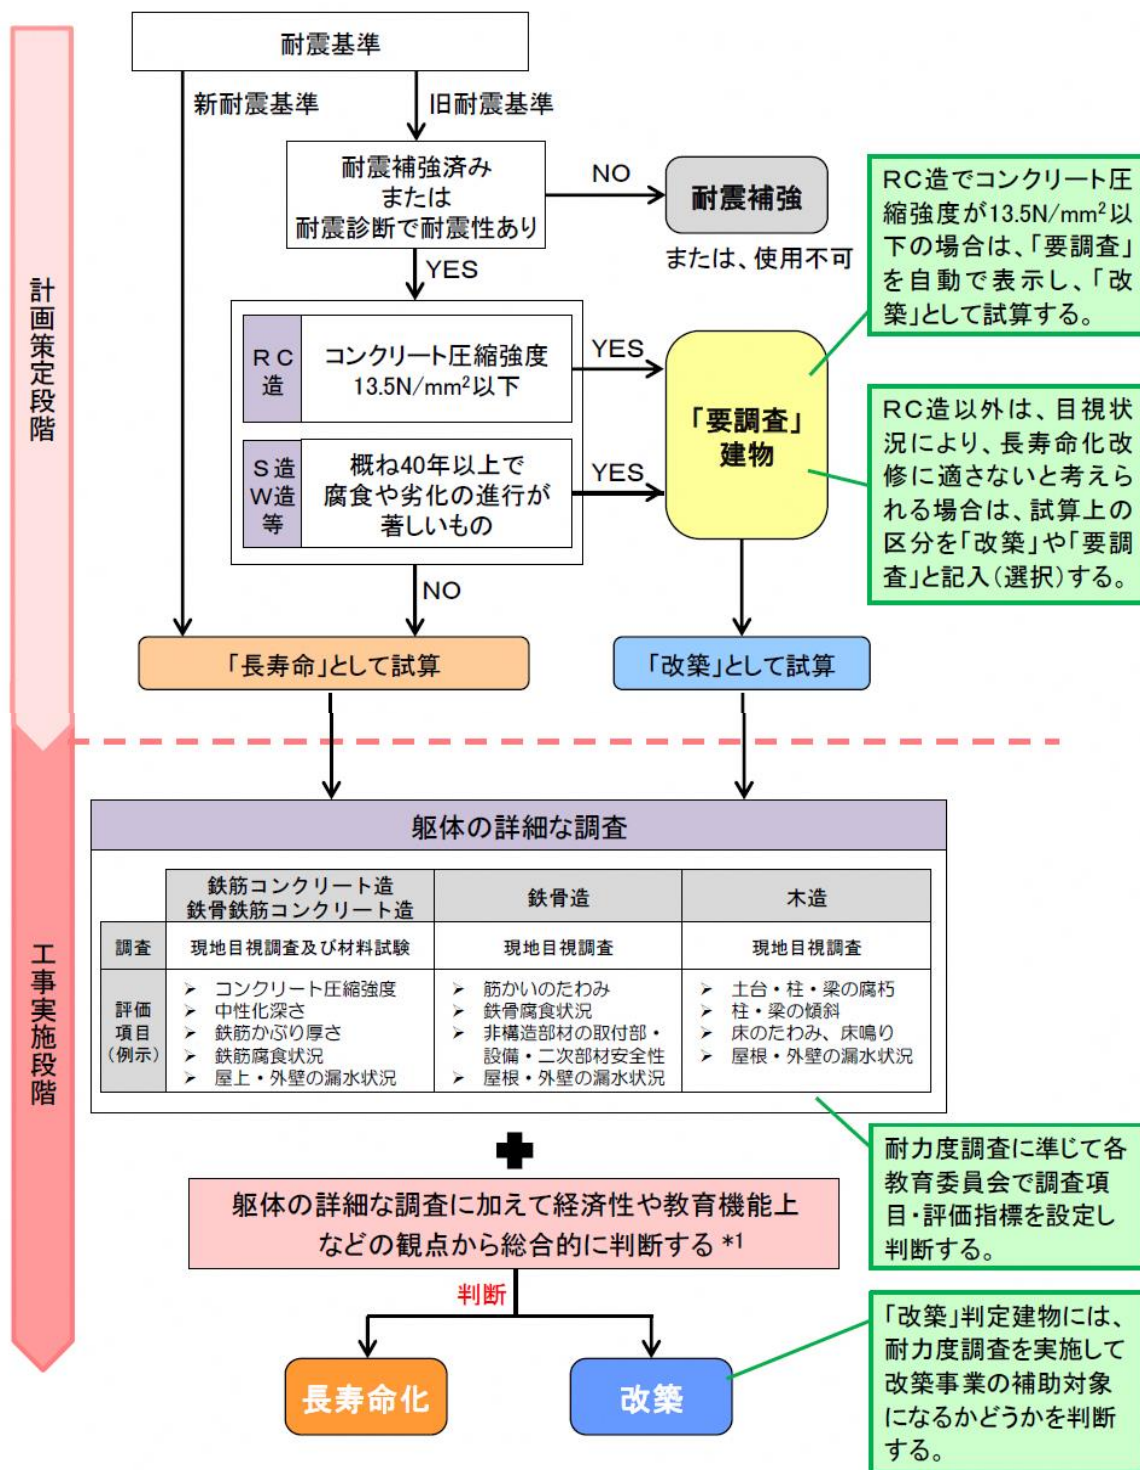 耐震基準
新耐震基準
旧耐震基準
耐震補強済み
または
耐震診断で耐震性あり
NO
耐震補強
または、使用不可
YES
RC造でコンクリート圧
縮強度が13.5N/mm²以
下の場合は、「要調査」
を自動で表示し、「改
築」として試算する。
計画策定段階
RC
造
コンクリート圧縮強度
13.5N/mm²以下
YES
S造
W造
等
概ね40年以上で
腐食や劣化の進行が
著しいもの
YES
「要調査」
建物
RC造以外は、目視状
況により、長寿命化改
修に適さないと考えら
れる場合は、試算上の
区分を「改築」や「要調
査」と記入(選択)する。
NO
「長寿命」として試算
「改築」として試算
工事実施段階
躯体の詳細な調査
鉄筋コンクリート造
鉄骨鉄筋コンクリート造
鉄骨造
木造
調査
現地目視調査及び材料試験
現地目視調査
現地目視調査
評価
項目
(例示)
➢ コンクリート圧縮強度
➢ 中性化深さ
➢ 鉄筋かぶり厚さ
➢ 鉄筋腐食状況
➢ 屋上・外壁の漏水状況
➢ 筋かいのたわみ
➢ 鉄骨腐食状況
➢ 非構造部材の取付部・
設備・二次部材安全性
➢ 屋根・外壁の漏水状況
➢ 土台・柱・梁の腐朽
➢ 柱・梁の傾斜
➢ 床のたわみ、床鳴り
➢ 屋根・外壁の漏水状況
耐力度調査に準じて各
教育委員会で調査項
目・評価指標を設定し
判断する。
躯体の詳細な調査に加えて経済性や教育機能上
などの観点から総合的に判断する *1
判断
長寿命化
改築
「改築」判定建物には、
耐力度調査を実施して
改築事業の補助対象
になるかどうかを判断
する。